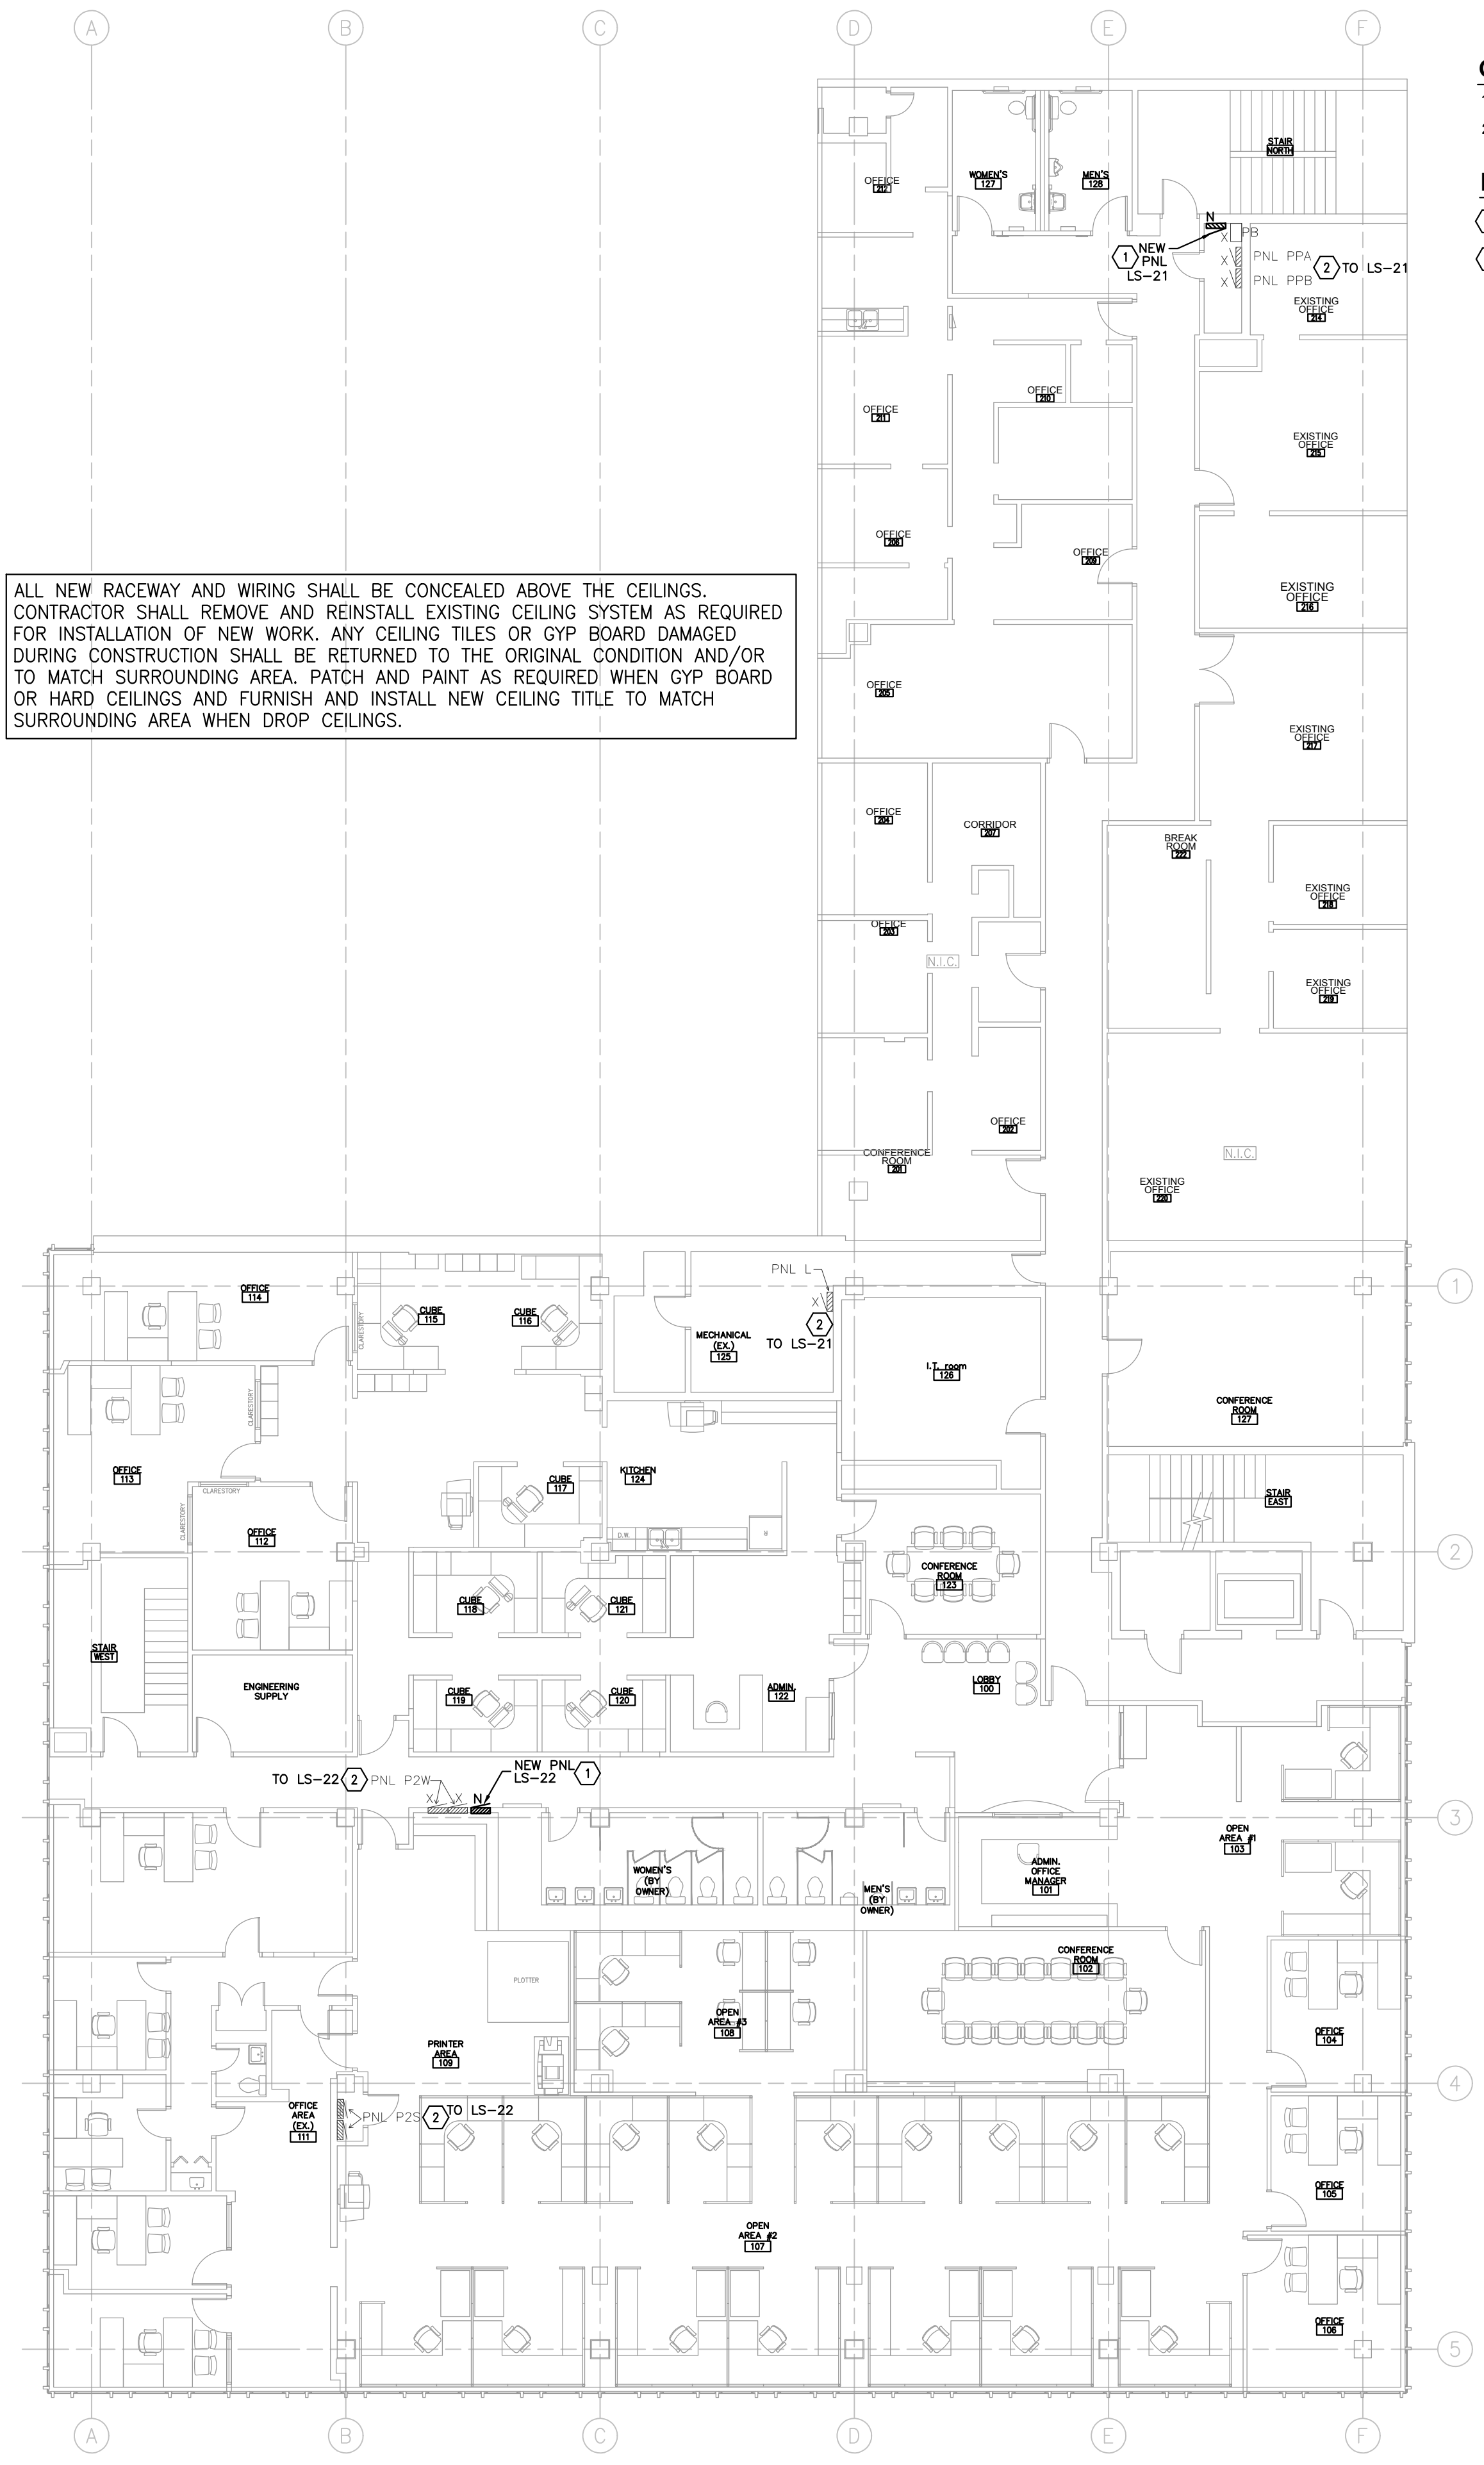 A B C D E F
STAIR
NORTH
OFFICE
212
WOMEN'S
127
MEN'S
128
N
X PB
1 NEW
PNL
LS-21
X PNL PPA
2 TO LS-21
X PNL PPB
EXISTING
OFFICE
214
OFFICE
210
OFFICE
211
EXISTING
OFFICE
215
OFFICE
208
OFFICE
209
ALL NEW RACEWAY AND WIRING SHALL BE CONCEALED ABOVE THE CEILINGS.
CONTRACTOR SHALL REMOVE AND REINSTALL EXISTING CEILING SYSTEM AS REQUIRED
FOR INSTALLATION OF NEW WORK. ANY CEILING TILES OR GYP BOARD DAMAGED
DURING CONSTRUCTION SHALL BE RETURNED TO THE ORIGINAL CONDITION AND/OR
TO MATCH SURROUNDING AREA. PATCH AND PAINT AS REQUIRED WHEN GYP BOARD
OR HARD CEILINGS AND FURNISH AND INSTALL NEW CEILING TITLE TO MATCH
SURROUNDING AREA WHEN DROP CEILINGS.
EXISTING
OFFICE
216
OFFICE
205
EXISTING
OFFICE
217
OFFICE
204
CORRIDOR
207
BREAK
ROOM
222
EXISTING
OFFICE
218
OFFICE
203
N.I.C.
EXISTING
OFFICE
219
OFFICE
202
CONFERENCE
ROOM
201
N.I.C.
EXISTING
OFFICE
220
PNL L
X
2
TO LS-21
1
OFFICE
114
CLARESTORY
CUBE
115
CUBE
116
MECHANICAL
(EX.)
125
I.T. room
126
CLARESTORY
CONFERENCE
ROOM
127
OFFICE
113
CLARESTORY
CLARESTORY
CUBE
117
KITCHEN
124
STAIR
EAST
OFFICE
112
D.W.
2
CONFERENCE
ROOM
123
CUBE
118
CUBE
121
STAIR
WEST
ENGINEERING
SUPPLY
CUBE
119
CUBE
120
ADMIN.
122
LOBBY
100
TO LS-22 2 PNL P2W
X X N
NEW PNL
LS-22 1
3
OPEN
AREA #1
103
WOMEN'S
(BY
OWNER)
MEN'S
(BY
OWNER)
ADMIN.
OFFICE
MANAGER
101
CONFERENCE
ROOM
102
PLOTTER
OPEN
AREA #3
108
OFFICE
104
PRINTER
AREA
109
4
OFFICE
AREA
(EX.)
111
PNL P2S 2 TO LS-22
OFFICE
105
OPEN
AREA #2
107
OFFICE
106
5
A B C D E F